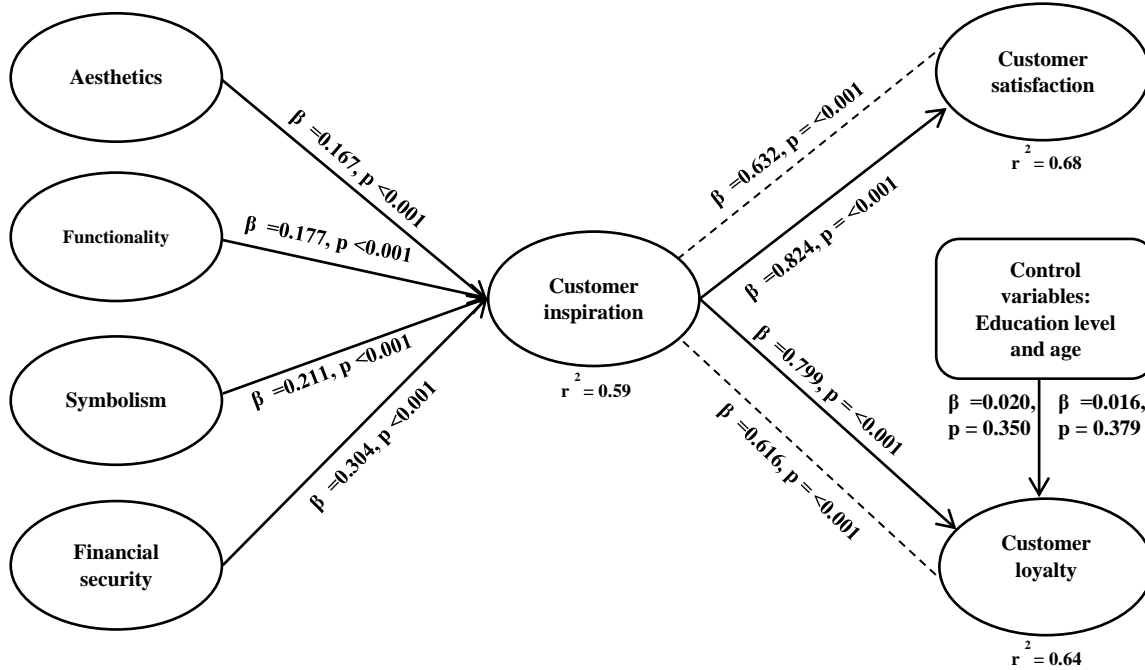 Aesthetics
Functionality
Symbolism
Financial
security
β =0.167, p <0.001
β =0.177, p <0.001
β =0.211, p <0.001
β =0.304, p <0.001
Customer
inspiration
r 2 = 0.59
β =0.632, p = <0.001
β =0.824, p = <0.001
β =0.799, p = <0.001
β =0.616, p = <0.001
Customer
satisfaction
r 2 = 0.68
Control
variables:
Education level
and age
β =0.020,
p = 0.350
β =0.016,
p = 0.379
Customer
loyalty
r 2 = 0.64